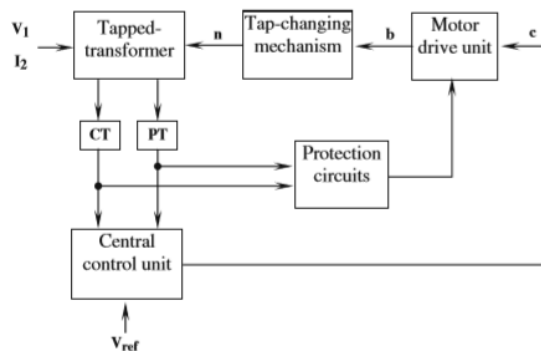 V1
I2
Tapped-
transformer
n
Tap-changing
mechanism
b
Motor
drive unit
c
CT
PT
Protection
circuits
Central
control unit
Vref